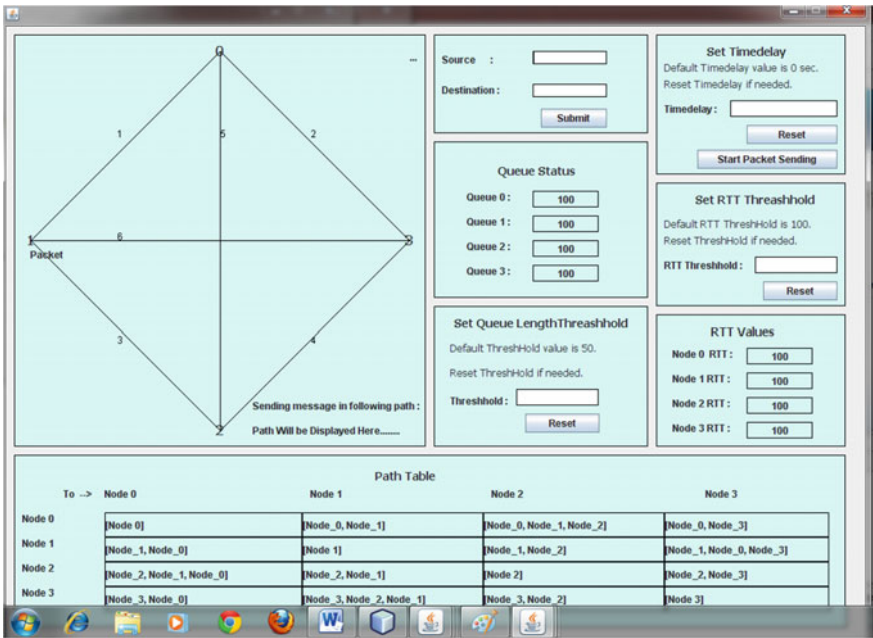 0
...
1
5
2
1
6
3
Packet
3
4
2
Sending message in following path :
Path Will be Displayed Here........
Source :
Destination :
Submit
Queue Status
Queue 0 : 100
Queue 1 : 100
Queue 2 : 100
Queue 3 : 100
Set Queue LengthThreashhold
Default ThreshHold value is 50.
Reset ThreshHold if needed.
Threshhold :
Reset
Set Timedelay
Default Timedelay value is 0 sec.
Reset Timedelay if needed.
Timedelay :
Reset
Start Packet Sending
Set RTT Threashhold
Default RTT ThreshHold is 100.
Reset ThreshHold if needed.
RTT Threshhold :
Reset
RTT Values
Node 0 RTT : 100
Node 1 RTT : 100
Node 2 RTT : 100
Node 3 RTT : 100
Path Table
To --> Node 0 Node 1 Node 2 Node 3
Node 0 [Node 0] [Node_0, Node_1] [Node_0, Node_1, Node_2] [Node_0, Node_3]
Node 1 [Node_1, Node_0] [Node 1] [Node_1, Node_2] [Node_1, Node_0, Node_3]
Node 2 [Node_2, Node_1, Node_0] [Node_2, Node_1] [Node 2] [Node_2, Node_3]
Node 3 [Node_3, Node_0] [Node_3, Node_2, Node_1] [Node_3, Node_2] [Node 3]